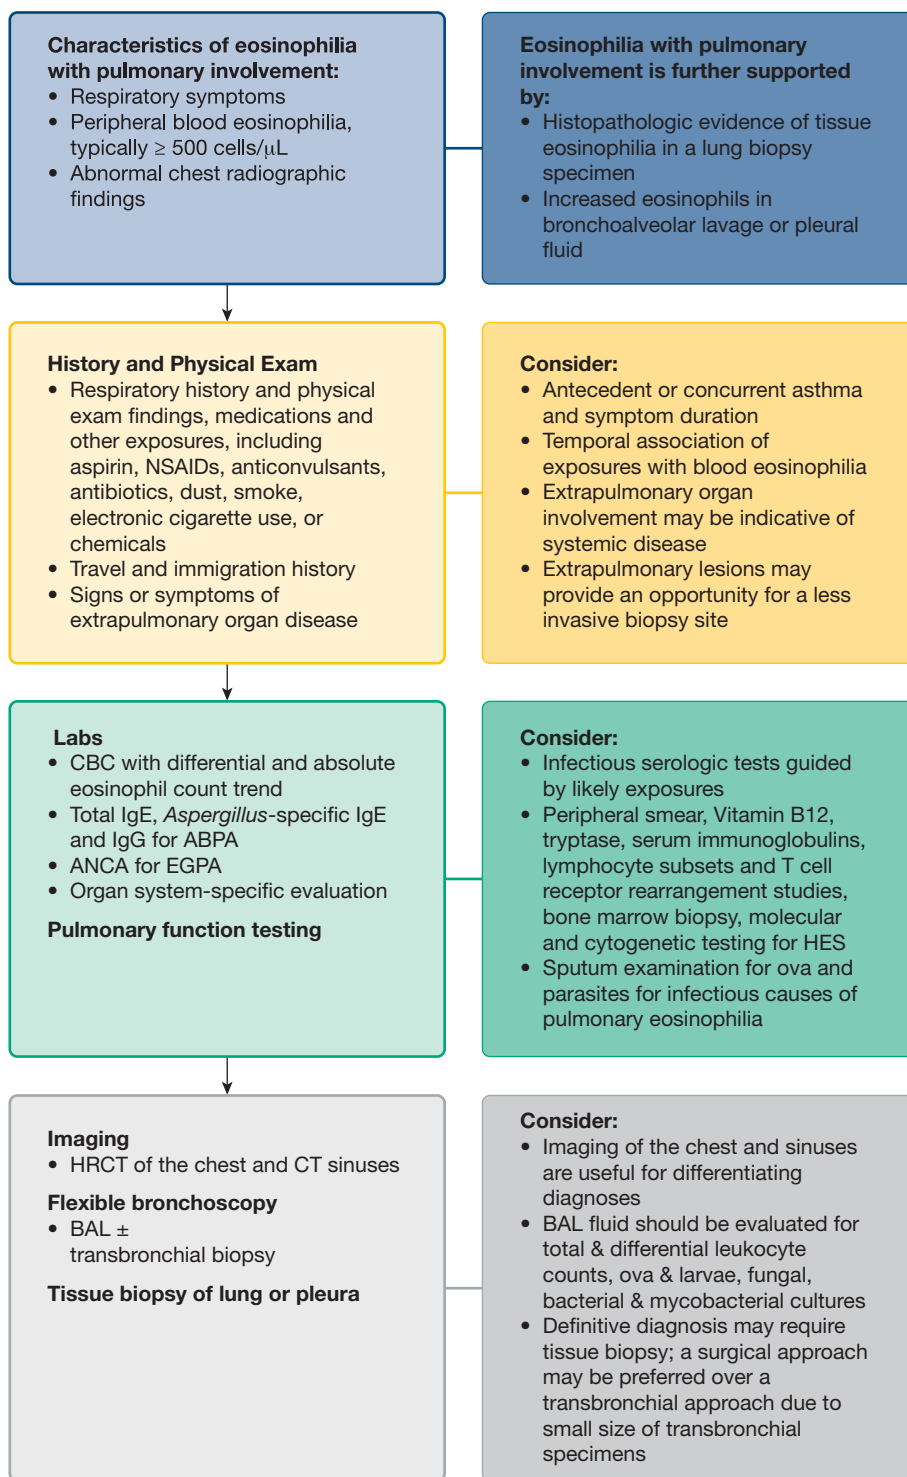 Characteristics of eosinophilia
with pulmonary involvement:
• Respiratory symptoms
• Peripheral blood eosinophilia,
typically ≥ 500 cells/μL
• Abnormal chest radiographic
findings
Eosinophilia with pulmonary
involvement is further supported
by:
• Histopathologic evidence of tissue
eosinophilia in a lung biopsy
specimen
• Increased eosinophils in
bronchoalveolar lavage or pleural
fluid
History and Physical Exam
• Respiratory history and physical
exam findings, medications and
other exposures, including
aspirin, NSAIDs, anticonvulsants,
antibiotics, dust, smoke,
electronic cigarette use, or
chemicals
• Travel and immigration history
• Signs or symptoms of
extrapulmonary organ disease
Consider:
• Antecedent or concurrent asthma
and symptom duration
• Temporal association of
exposures with blood eosinophilia
• Extrapulmonary organ
involvement may be indicative of
systemic disease
• Extrapulmonary lesions may
provide an opportunity for a less
invasive biopsy site
Labs
• CBC with differential and absolute
eosinophil count trend
• Total IgE, Aspergillus-specific IgE
and IgG for ABPA
• ANCA for EGPA
• Organ system-specific evaluation
Pulmonary function testing
Consider:
• Infectious serologic tests guided
by likely exposures
• Peripheral smear, Vitamin B12,
tryptase, serum immunoglobulins,
lymphocyte subsets and T cell
receptor rearrangement studies,
bone marrow biopsy, molecular
and cytogenetic testing for HES
• Sputum examination for ova and
parasites for infectious causes of
pulmonary eosinophilia
Imaging
• HRCT of the chest and CT sinuses
Flexible bronchoscopy
• BAL ±
transbronchial biopsy
Tissue biopsy of lung or pleura
Consider:
• Imaging of the chest and sinuses
are useful for differentiating
diagnoses
• BAL fluid should be evaluated for
total & differential leukocyte
counts, ova & larvae, fungal,
bacterial & mycobacterial cultures
• Definitive diagnosis may require
tissue biopsy; a surgical approach
may be preferred over a
transbronchial approach due to
small size of transbronchial
specimens